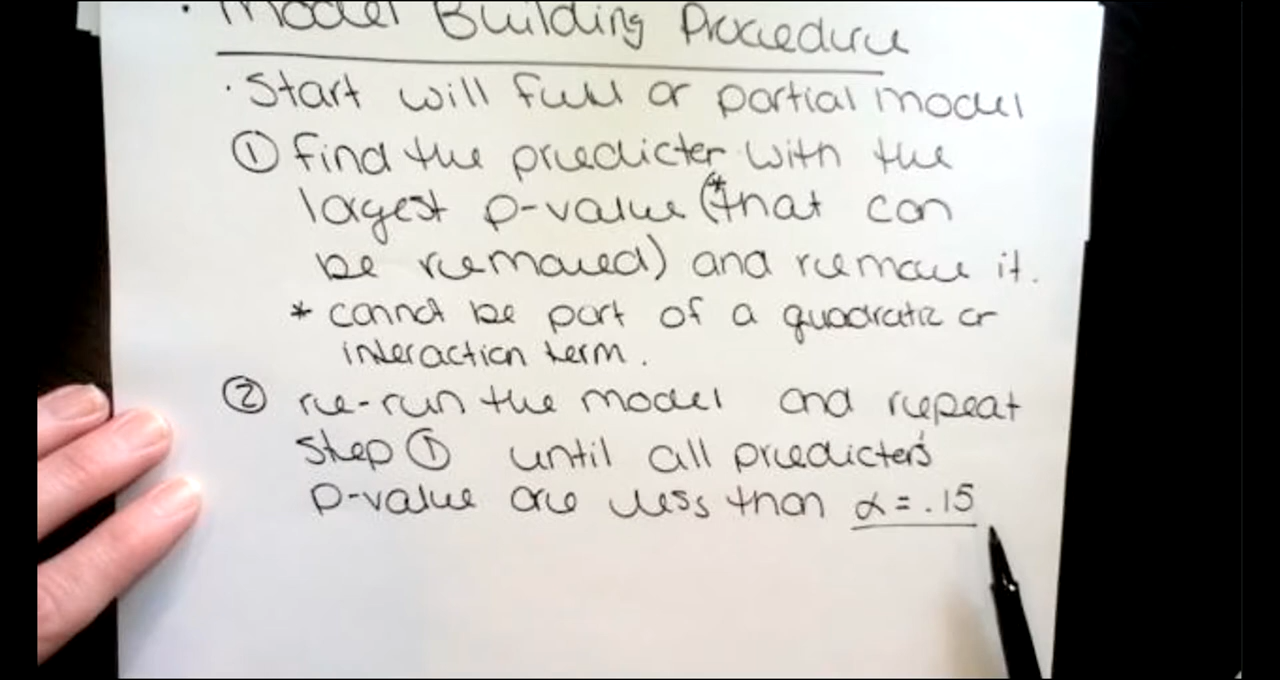 · Model Building Procedure
· Start will full or partial model
① find the predicter with the
largest p-value (*that can
be removed) and remove it.
* cannot be part of a quadratic or
interaction term.
② re-run the model and repeat
step ① until all predicter's
p-value are less than α = .15